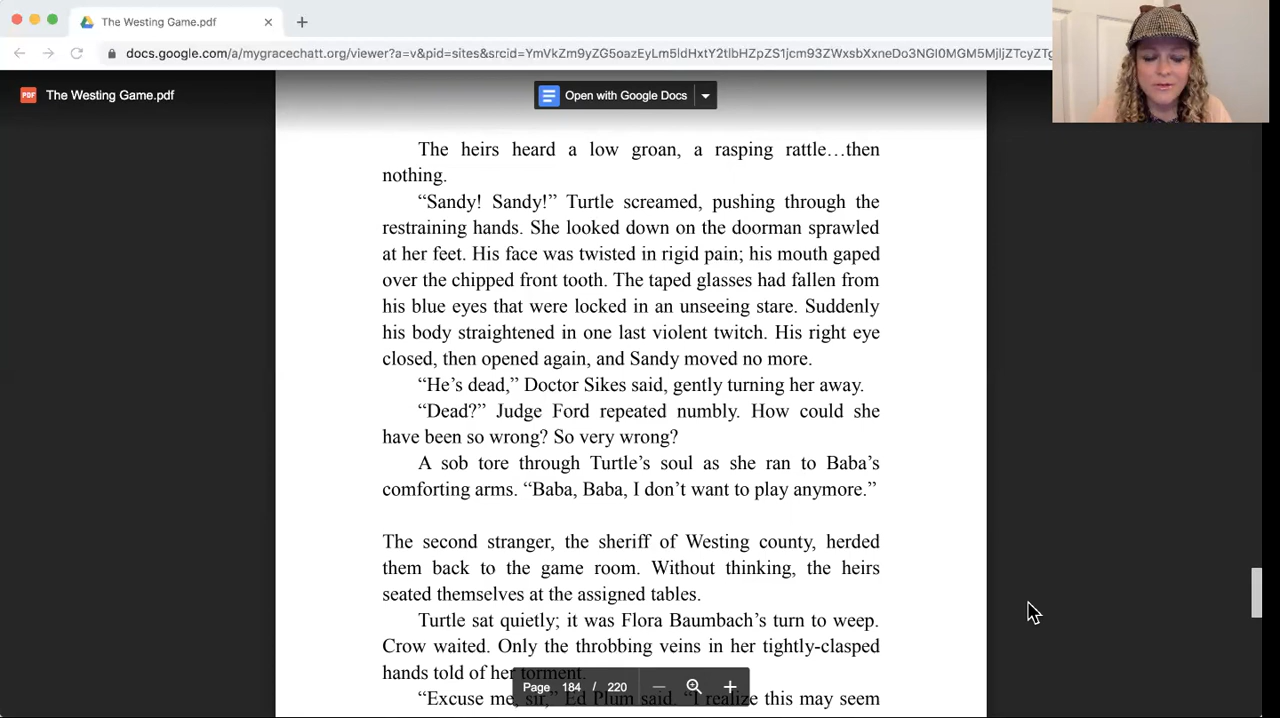 The Westing Game.pdf
docs.google.com/a/mygracechatt.org/viewer?a=v&pid=sites&srcid=
PDF The Westing Game.pdf
Open with Google Docs
The heirs heard a low groan, a rasping rattle…then
nothing.
“Sandy! Sandy!” Turtle screamed, pushing through the
restraining hands. She looked down on the doorman sprawled
at her feet. His face was twisted in rigid pain; his mouth gaped
over the chipped front tooth. The taped glasses had fallen from
his blue eyes that were locked in an unseeing stare. Suddenly
his body straightened in one last violent twitch. His right eye
closed, then opened again, and Sandy moved no more.
“He’s dead,” Doctor Sikes said, gently turning her away.
“Dead?” Judge Ford repeated numbly. How could she
have been so wrong? So very wrong?
A sob tore through Turtle’s soul as she ran to Baba’s
comforting arms. “Baba, Baba, I don’t want to play anymore.”
The second stranger, the sheriff of Westing county, herded
them back to the game room. Without thinking, the heirs
seated themselves at the assigned tables.
Turtle sat quietly; it was Flora Baumbach’s turn to weep.
Crow waited. Only the throbbing veins in her tightly-clasped
hands told of her torment.
“Excuse me, sir,” Ed Plum said. “I realize this may seem
Page 184 / 220